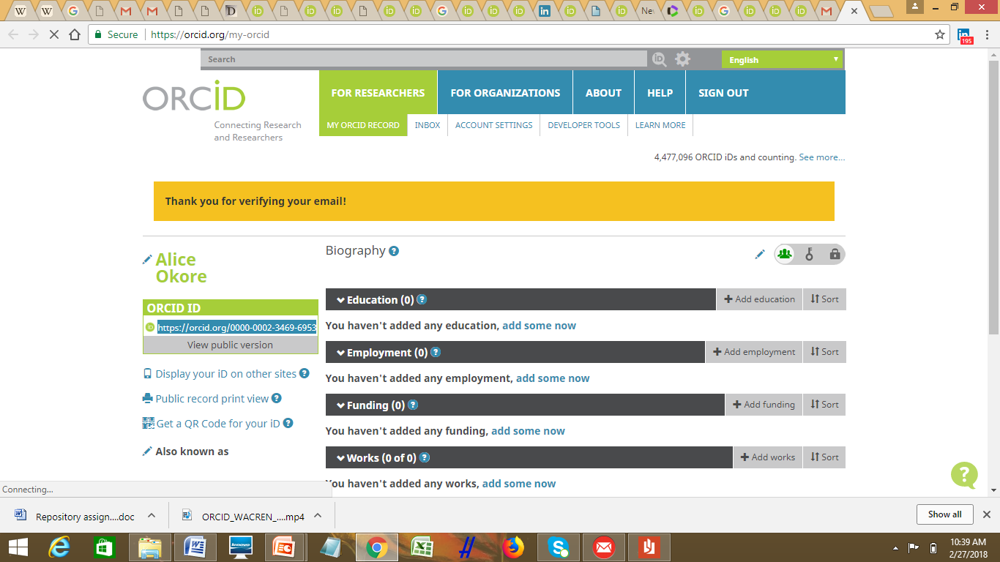 Ne
Secure https://orcid.org/my-orcid
195
Search
English
ORCiD
Connecting Research
and Researchers
FOR RESEARCHERS FOR ORGANIZATIONS ABOUT HELP SIGN OUT
MY ORCID RECORD INBOX ACCOUNT SETTINGS DEVELOPER TOOLS LEARN MORE
4,477,096 ORCID iDs and counting. See more...
Thank you for verifying your email!
Alice
Okore
ORCID ID
https://orcid.org/0000-0002-3469-6953
View public version
Display your iD on other sites
Public record print view
Get a QR Code for your iD
Also known as
Biography
Education (0) Add education Sort
You haven't added any education, add some now
Employment (0) Add employment Sort
You haven't added any employment, add some now
Funding (0) Add funding Sort
You haven't added any funding, add some now
Works (0 of 0) Add works Sort
You haven't added any works, add some now
Connecting...
Repository assign....doc
ORCID_WACREN_....mp4
Show all
10:39 AM
2/27/2018